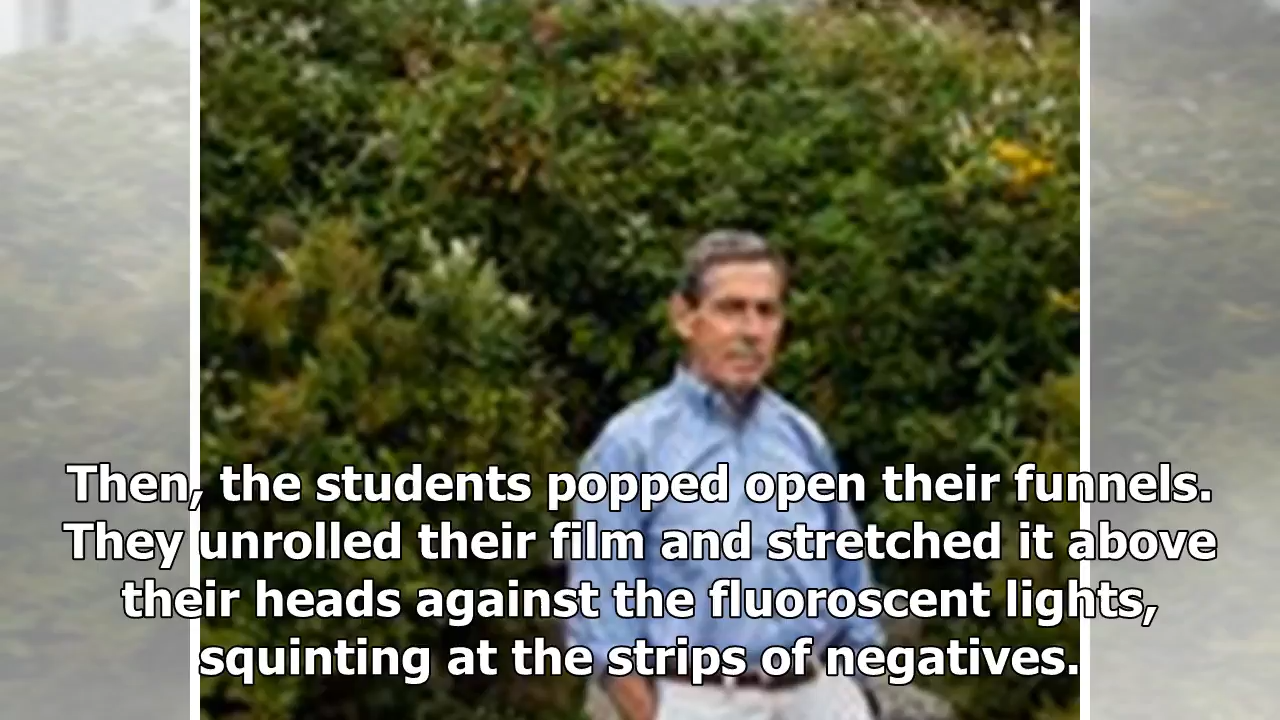 Then, the students popped open their funnels.
They unrolled their film and stretched it above
their heads against the fluoroscent lights,
squinting at the strips of negatives.